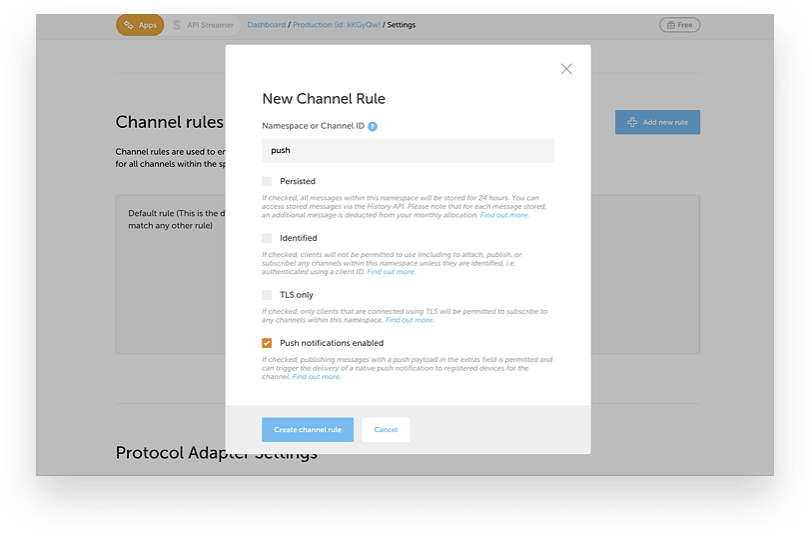 Apps
API Streamer
Dashboard / Production (id: kKGyQw) / Settings
Free
Channel rules
Add new rule
Channel rules are used to er
for all channels within the sp
Default rule (This is the d
match any other rule)
Protocol Adapter Settings
New Channel Rule
Namespace or Channel ID ?
push
Persisted
If checked, all messages within this namespace will be stored for 24 hours. You can
access stored messages via the History API. Please note that for each message stored,
an additional message is deducted from your monthly allocation. Find out more.
Identified
If checked, clients will not be permitted to use (including to attach, publish, or
subscribe) any channels within this namespace unless they are identified, i.e.
authenticated using a client ID. Find out more.
TLS only
If checked, only clients that are connected using TLS will be permitted to subscribe to
any channels within this namespace. Find out more.
Push notifications enabled
If checked, publishing messages with a push payload in the extras field is permitted and
can trigger the delivery of a native push notification to registered devices for the
channel. Find out more.
Create channel rule
Cancel